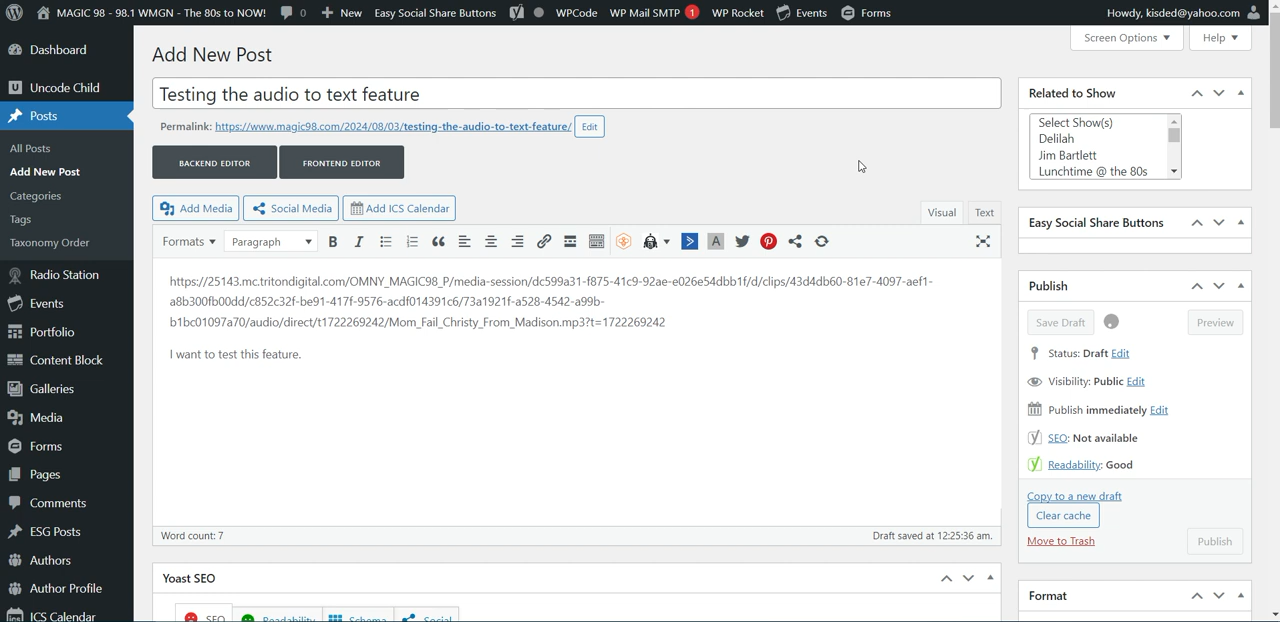 MAGIC 98 - 98.1 WMGN - The 80s to NOW! 0 New Easy Social Share Buttons WPCode WP Mail SMTP 1 WP Rocket Events Forms Howdy, kisded@yahoo.com
Screen Options Help
Dashboard
Uncode Child
Posts
All Posts
Add New Post
Categories
Tags
Taxonomy Order
Radio Station
Events
Portfolio
Content Block
Galleries
Media
Forms
Pages
Comments
ESG Posts
Authors
Author Profile
ICS Calendar
Add New Post
Testing the audio to text feature
Permalink: https://www.magic98.com/2024/08/03/testing-the-audio-to-text-feature/ Edit
BACKEND EDITOR FRONTEND EDITOR
Add Media Social Media Add ICS Calendar Visual Text
Formats Paragraph
https://25143.mc.tritondigital.com/OMNY_MAGIC98_P/media-session/dc599a31-f875-41c9-92ae-e026e54dbb1f/d/clips/43d4db60-81e7-4097-aef1-
a8b300fb00dd/c852c32f-be91-417f-9576-acdf014391c6/73a1921f-a528-4542-a99b-
b1bc01097a70/audio/direct/t1722269242/Mom_Fail_Christy_From_Madison.mp3?t=1722269242
I want to test this feature.
Word count: 7 Draft saved at 12:25:36 am.
Yoast SEO
SEO Readability Schema Social
Related to Show
Select Show(s)
Delilah
Jim Bartlett
Lunchtime @ the 80s
Easy Social Share Buttons
Publish
Save Draft Preview
Status: Draft Edit
Visibility: Public Edit
Publish immediately Edit
SEO: Not available
Readability: Good
Copy to a new draft
Clear cache
Move to Trash Publish
Format